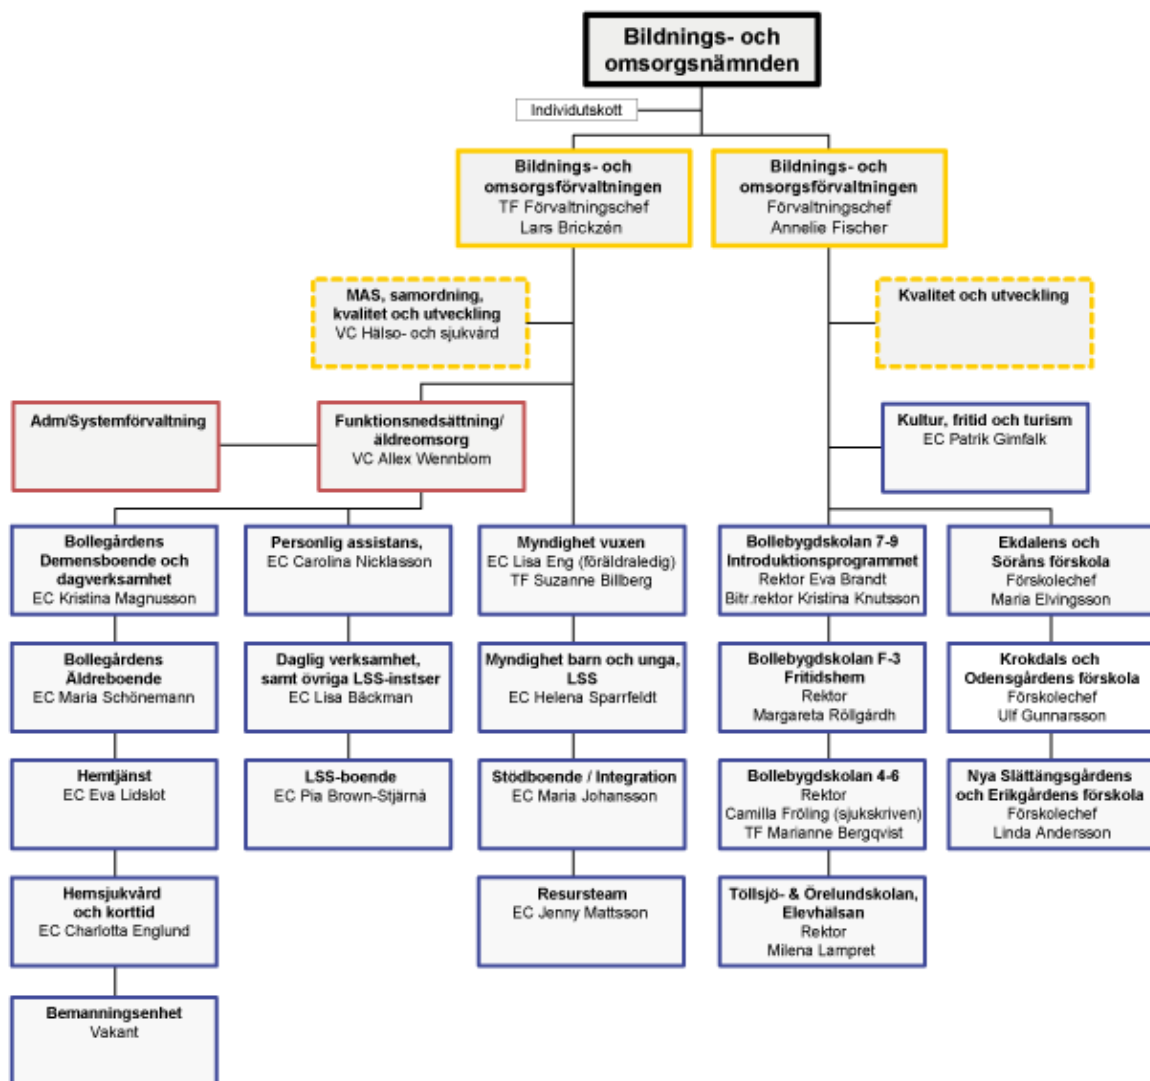 Bildnings- och
omsorgsnämnden
Individutskott
Bildnings- och
omsorgsförvaltningen
TF Förvaltningschef
Lars Brickzén
Bildnings- och
omsorgsförvaltningen
Förvaltningschef
Annelie Fischer
MAS, samordning,
kvalitet och utveckling
VC Hälso- och sjukvård
Kvalitet och utveckling
Adm/Systemförvaltning
Funktionsnedsättning/
äldreomsorg
VC Allex Wennblom
Kultur, fritid och turism
EC Patrik Gimfalk
Bollegårdens
Demensboende och
dagverksamhet
EC Kristina Magnusson
Personlig assistans,
EC Carolina Nicklasson
Myndighet vuxen
EC Lisa Eng (föräldraledig)
TF Suzanne Billberg
Bollebygdskolan 7-9
Introduktionsprogrammet
Rektor Eva Brandt
Bitr.rektor Kristina Knutsson
Ekdalens och
Söråns förskola
Förskolechef
Maria Elvingsson
Bollegårdens
Äldreboende
EC Maria Schönemann
Daglig verksamhet,
samt övriga LSS-instser
EC Lisa Bäckman
Myndighet barn och unga,
LSS
EC Helena Sparrfeldt
Bollebygdskolan F-3
Fritidshem
Rektor
Margareta Röllgårdh
Krokdals och
Odensgårdens förskola
Förskolechef
Ulf Gunnarsson
Hemtjänst
EC Eva Lidslot
LSS-boende
EC Pia Brown-Stjärnå
Stödboende / Integration
EC Maria Johansson
Bollebygdskolan 4-6
Rektor
Camilla Fröling (sjukskriven)
TF Marianne Bergqvist
Nya Slättängsgårdens
och Erikgårdens förskola
Förskolechef
Linda Andersson
Hemsjukvård
och korttid
EC Charlotta Englund
Resursteam
EC Jenny Mattsson
Töllsjö- & Örelundskolan,
Elevhälsan
Rektor
Milena Lampret
Bemanningsenhet
Vakant